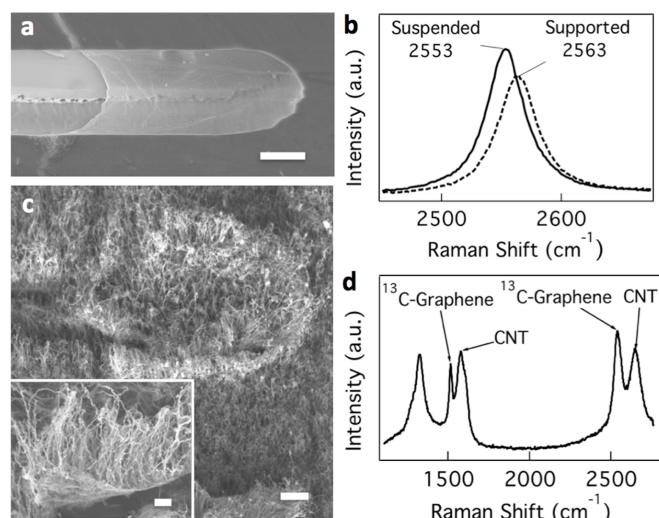 a
b
Suspended
2553
Supported
2563
Intensity (a.u.)
2500
2600
Raman Shift (cm-1)
c
d
13C-Graphene
CNT
13C-Graphene
CNT
Intensity (a.u.)
1500
2000
2500
Raman Shift (cm-1)